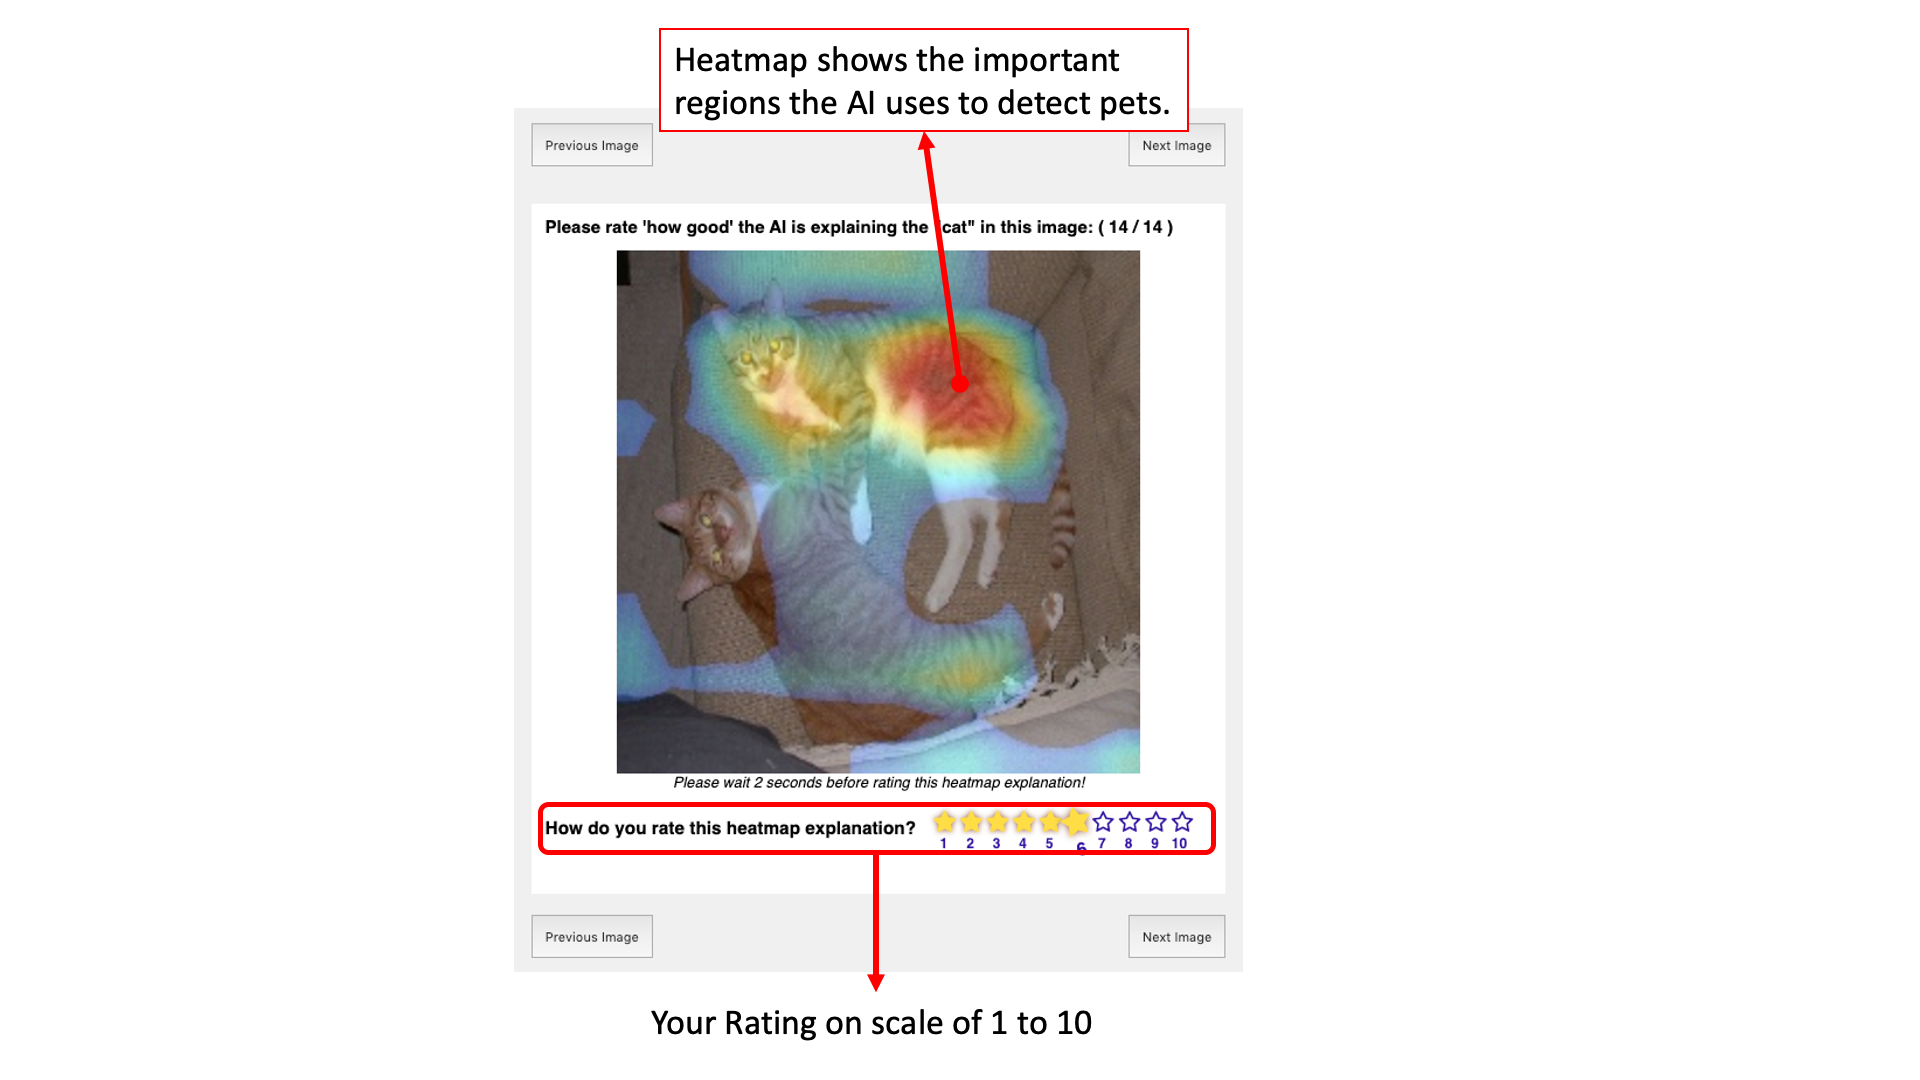 Heatmap shows the important
regions the AI uses to detect pets.
Previous Image
Next Image
Please rate 'how good' the AI is explaining the cat" in this image: ( 14 / 14 )
Please wait 2 seconds before rating this heatmap explanation!
How do you rate this heatmap explanation?
1 2 3 4 5 6 7 8 9 10
Previous Image
Next Image
Your Rating on scale of 1 to 10